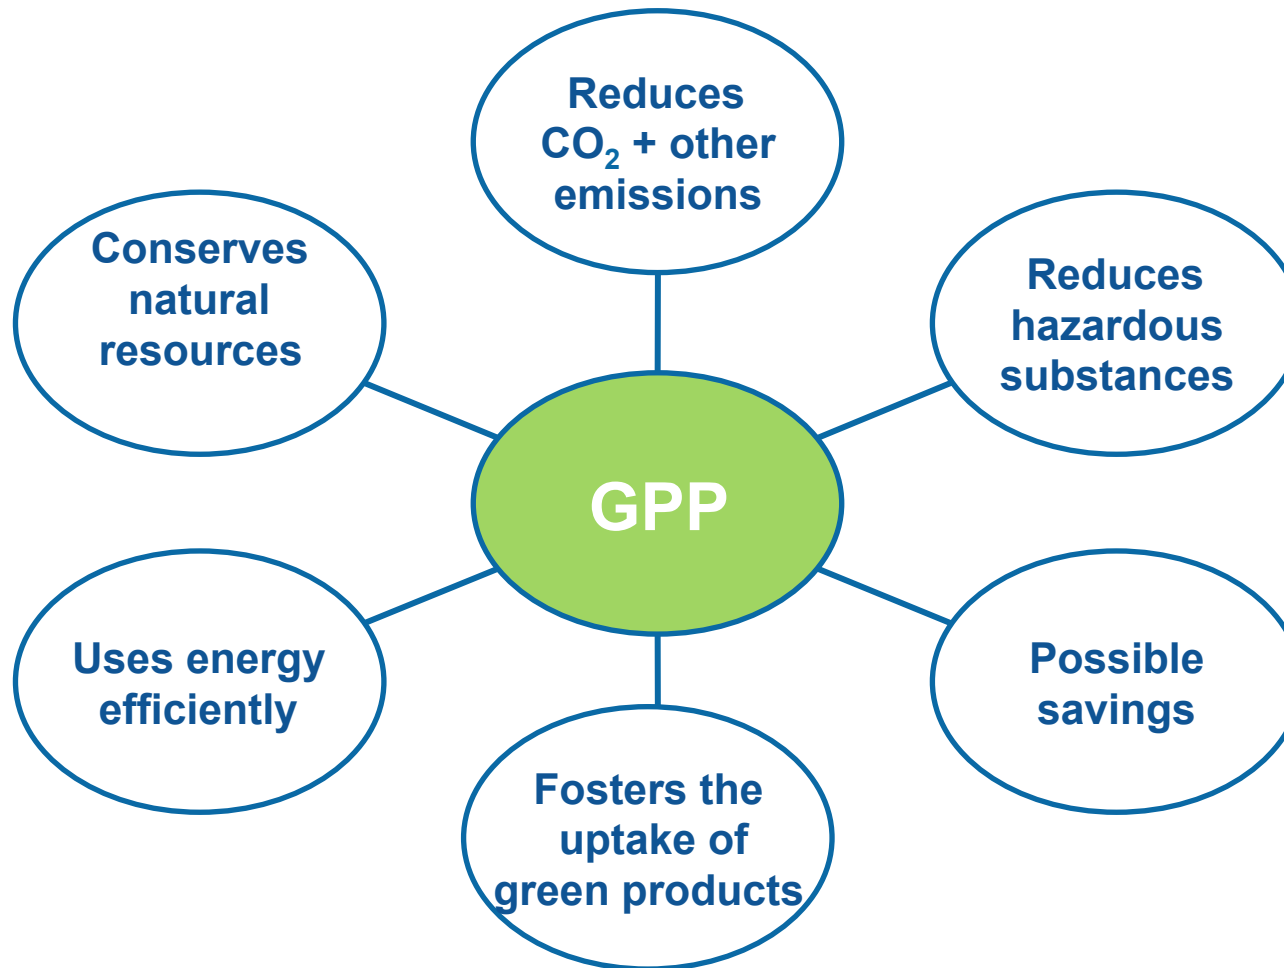 Reduces
CO₂ + other
emissions
Conserves
natural
resources
Reduces
hazardous
substances
GPP
Uses energy
efficiently
Possible
savings
Fosters the
uptake of
green products